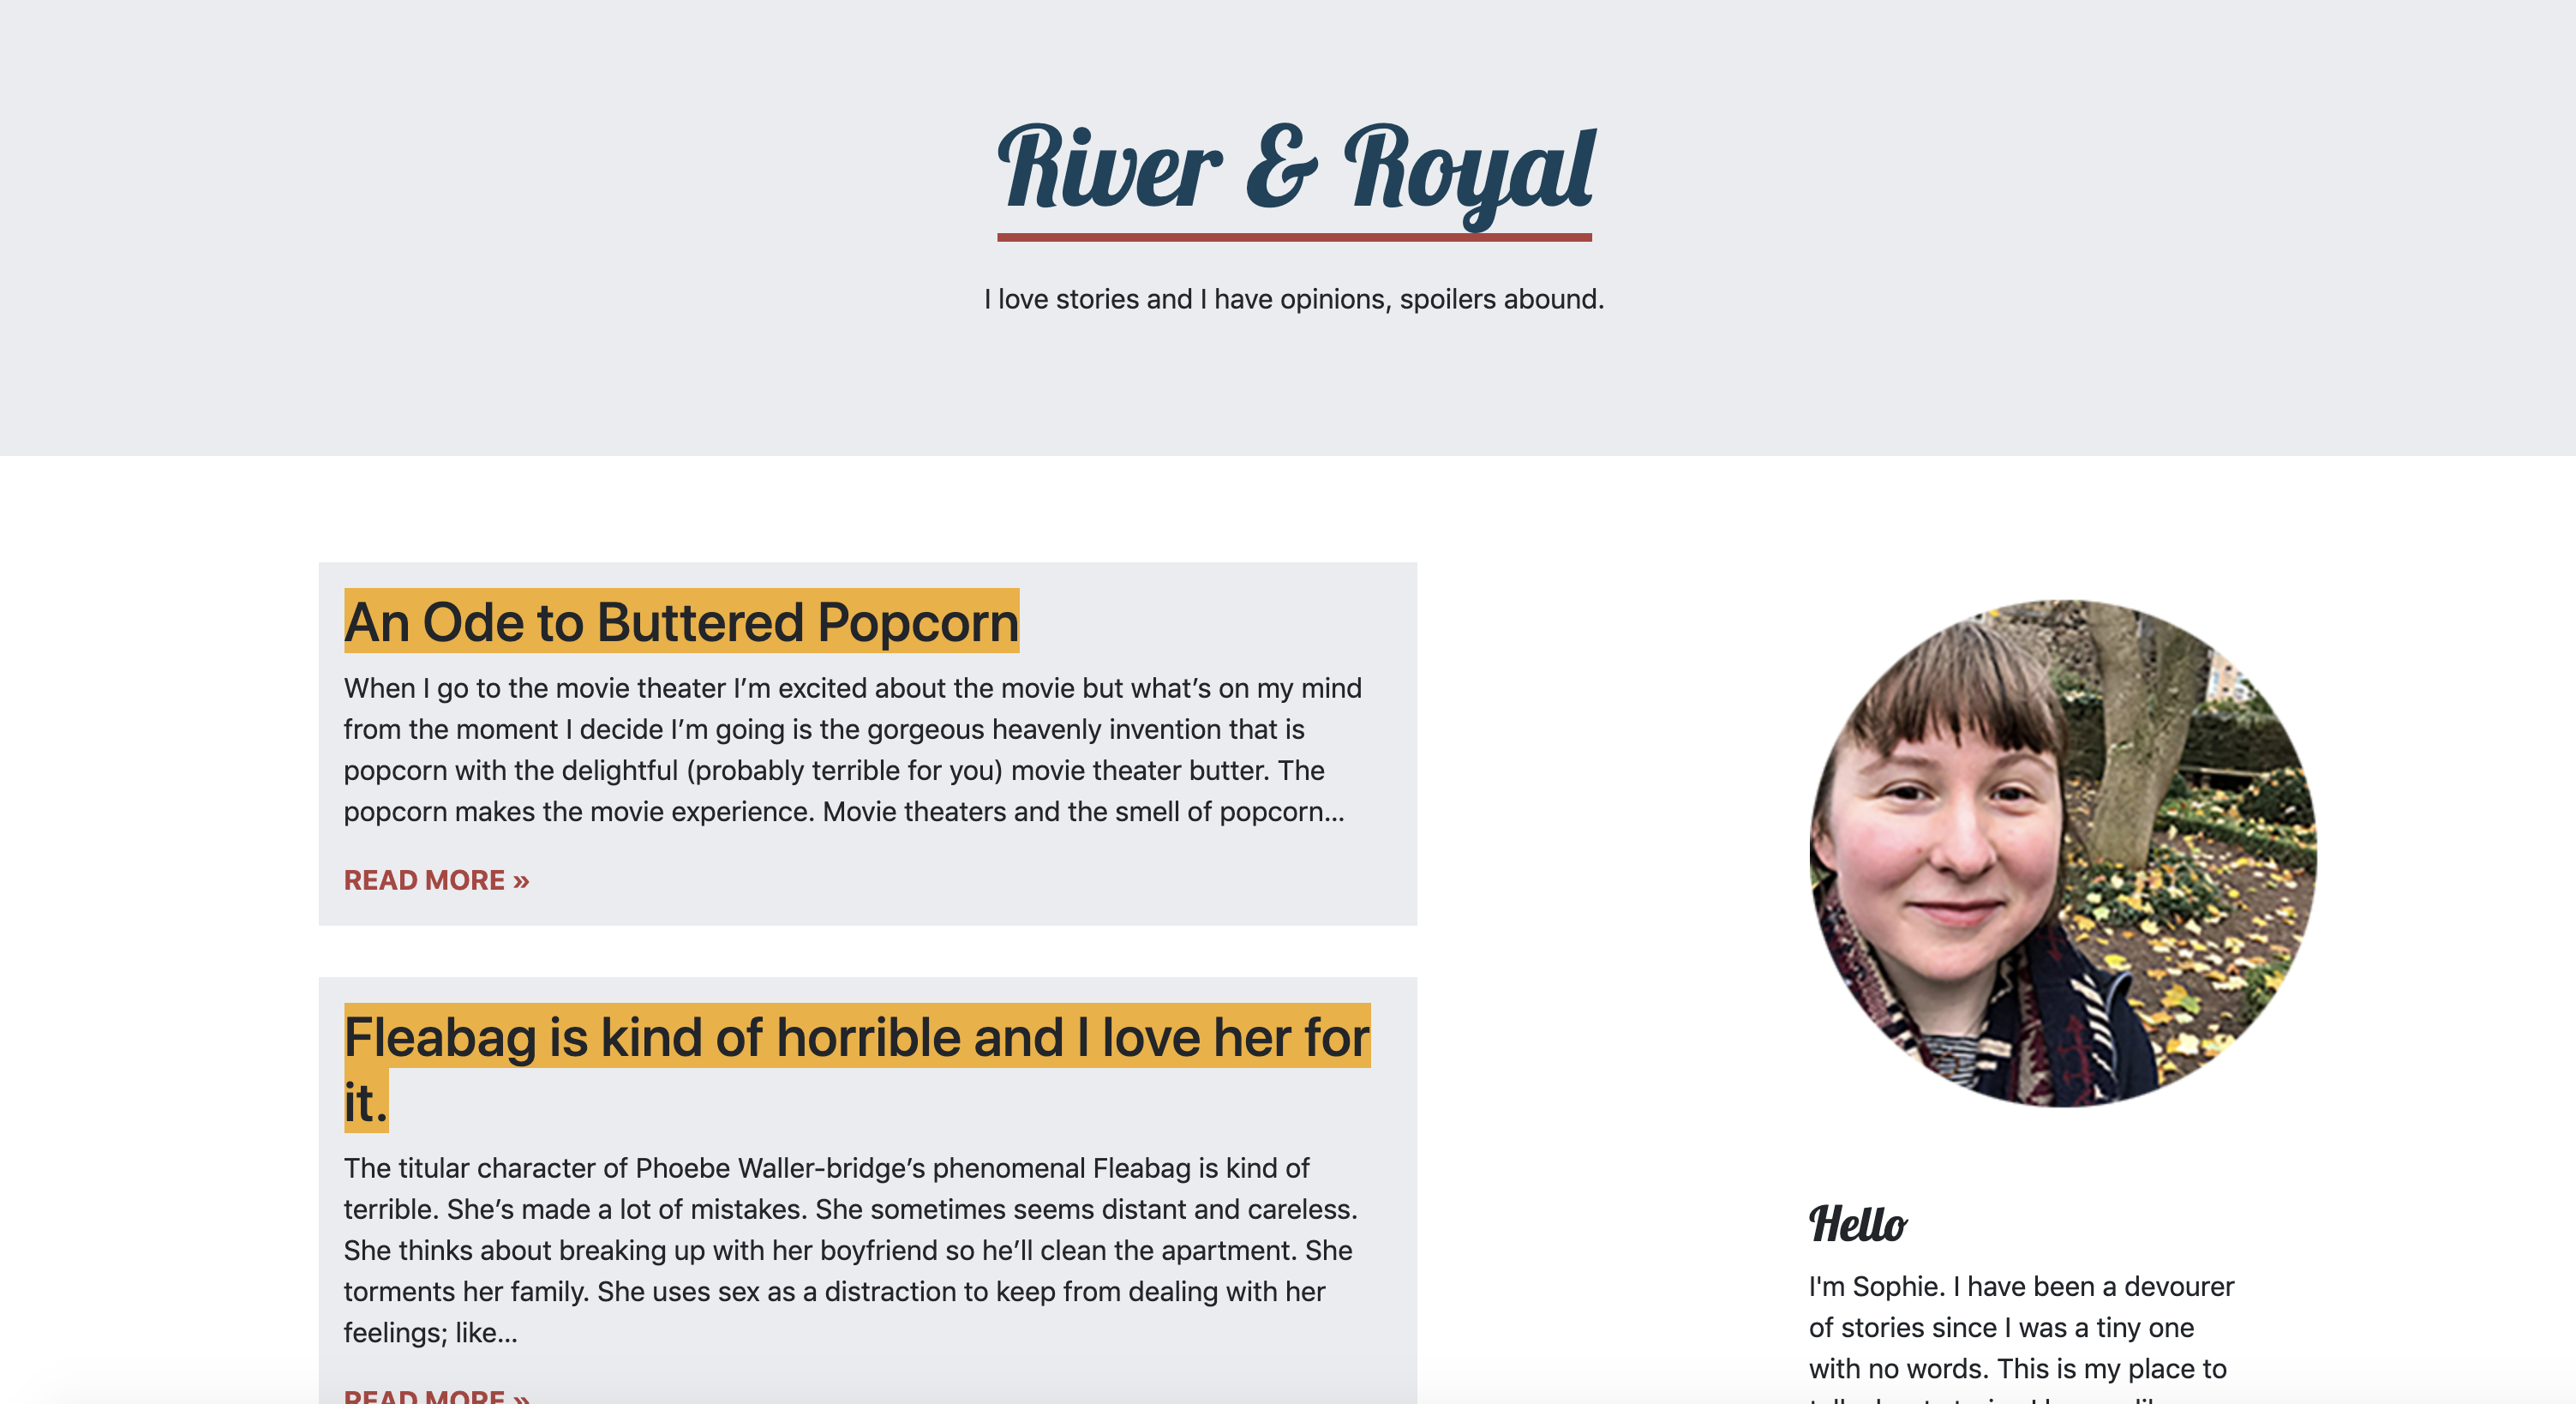 River & Royal
I love stories and I have opinions, spoilers abound.
An Ode to Buttered Popcorn
When I go to the movie theater I’m excited about the movie but what’s on my mind
from the moment I decide I’m going is the gorgeous heavenly invention that is
popcorn with the delightful (probably terrible for you) movie theater butter. The
popcorn makes the movie experience. Movie theaters and the smell of popcorn...
READ MORE »
Fleabag is kind of horrible and I love her for
it.
The titular character of Phoebe Waller-bridge’s phenomenal Fleabag is kind of
terrible. She’s made a lot of mistakes. She sometimes seems distant and careless.
She thinks about breaking up with her boyfriend so he’ll clean the apartment. She
torments her family. She uses sex as a distraction to keep from dealing with her
feelings; like...
READ MORE »
Hello
I'm Sophie. I have been a devourer
of stories since I was a tiny one
with no words. This is my place to